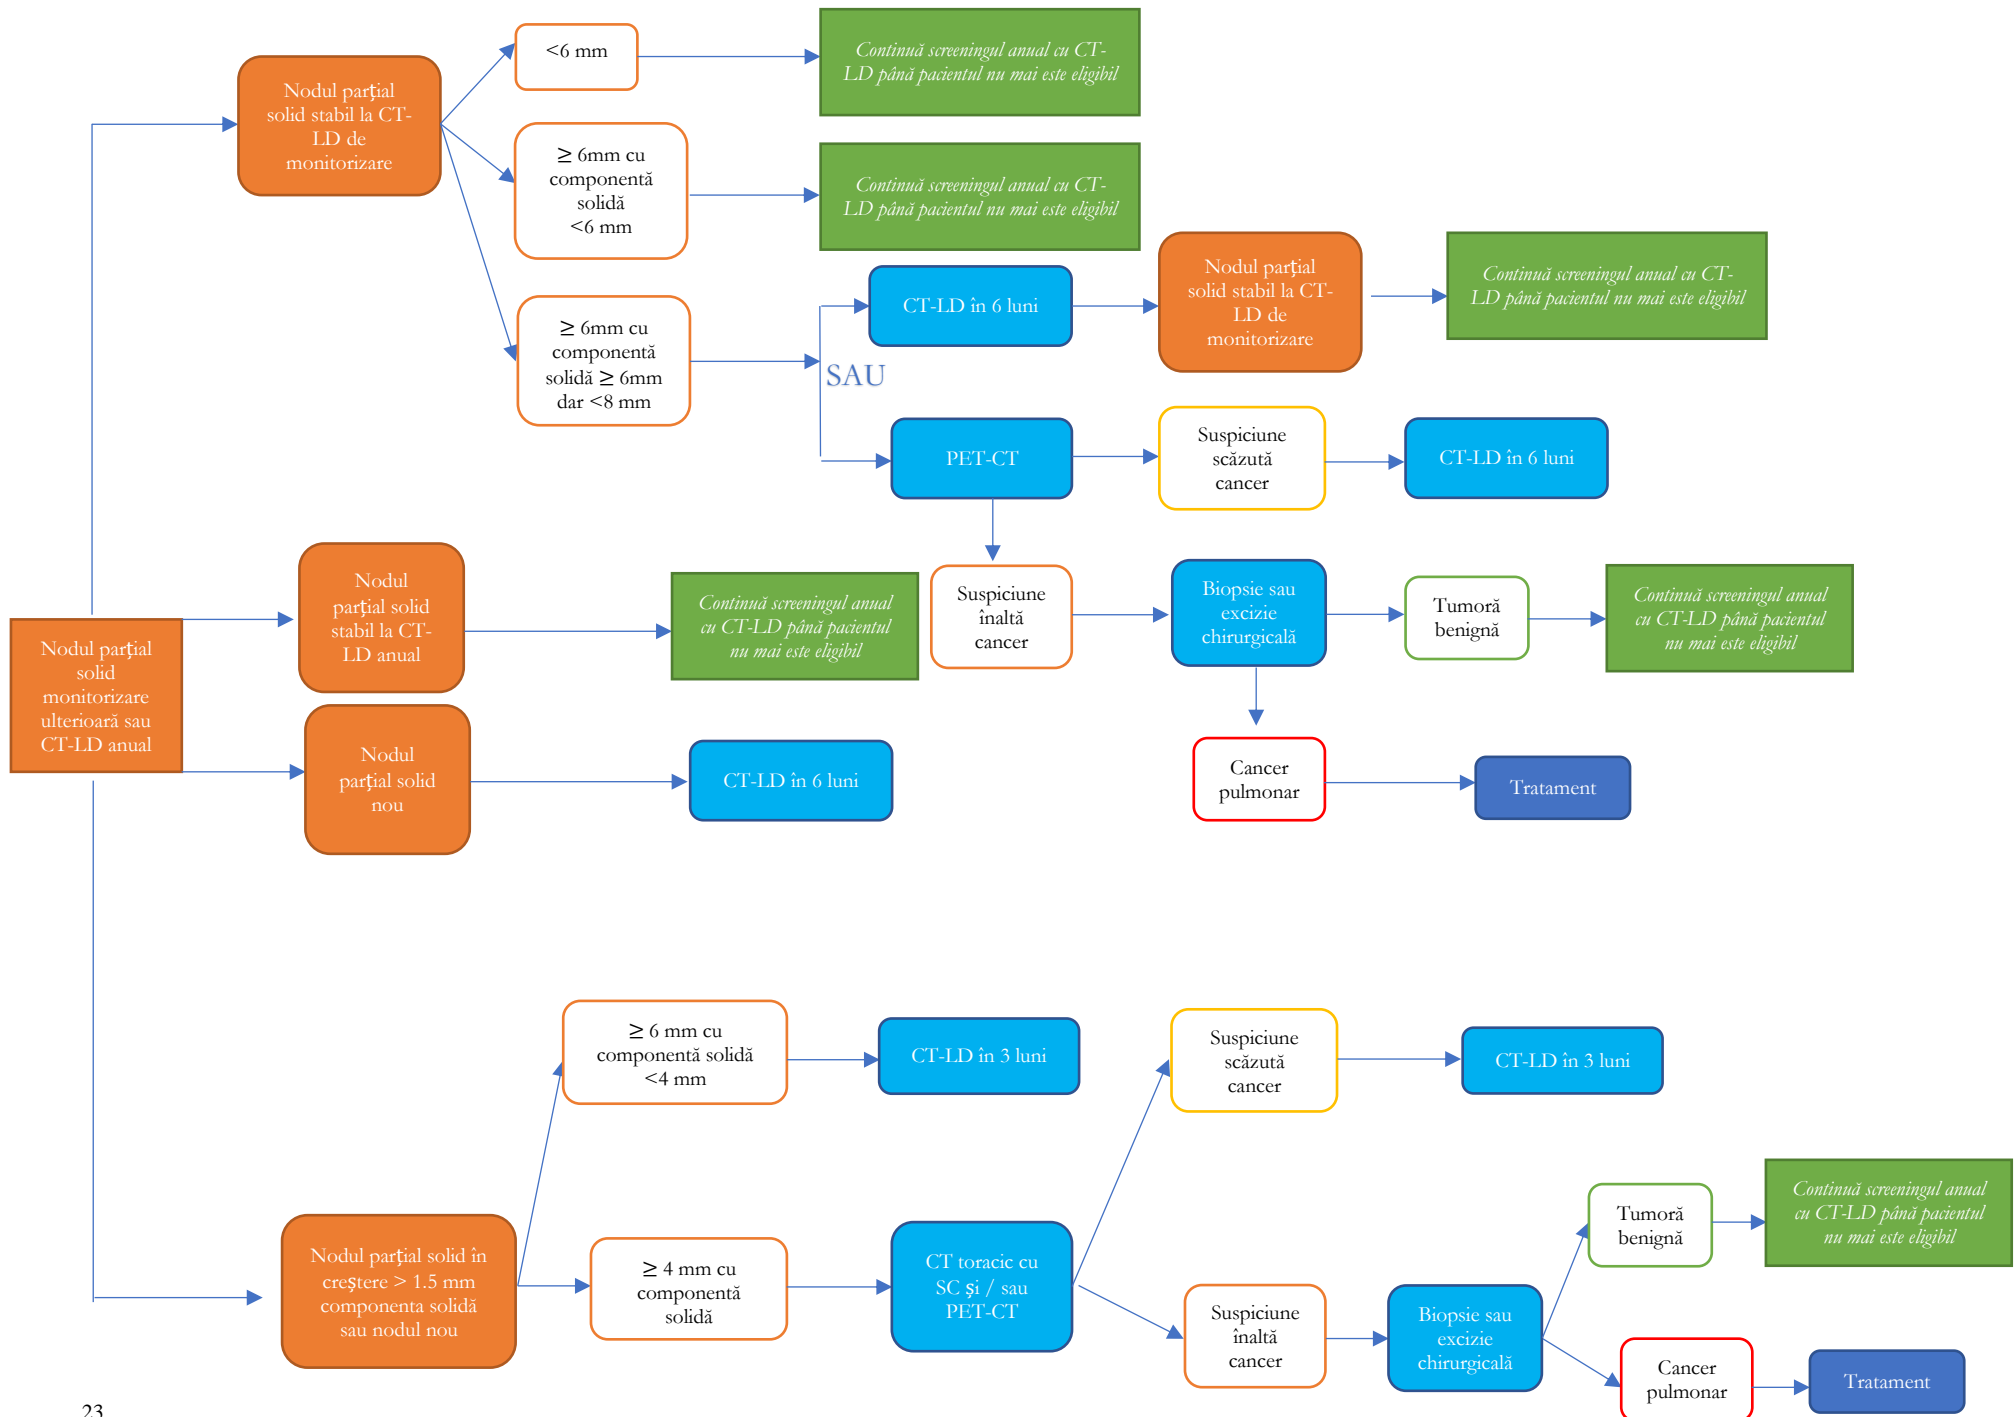 <6 mm
Continuă screeningul anual cu CT-
LD până pacientul nu mai este eligibil
Nodul parțial
solid stabil la CT-
LD de
monitorizare
≥ 6mm cu
componentă
solidă
<6 mm
Continuă screeningul anual cu CT-
LD până pacientul nu mai este eligibil
≥ 6mm cu
componentă
solidă ≥ 6mm
dar <8 mm
SAU
CT-LD în 6 luni
Nodul parțial
solid stabil la CT-
LD de
monitorizare
Continuă screeningul anual cu CT-
LD până pacientul nu mai este eligibil
PET-CT
Suspiciune
scăzută
cancer
CT-LD în 6 luni
Suspiciune
înaltă
cancer
Biopsie sau
excizie
chirurgicală
Tumoră
benignă
Continuă screeningul anual
cu CT-LD până pacientul
nu mai este eligibil
Cancer
pulmonar
Tratament
Nodul parțial
solid
monitorizare
ulterioară sau
CT-LD anual
Nodul
parțial solid
stabil la CT-
LD anual
Continuă screeningul anual
cu CT-LD până pacientul
nu mai este eligibil
Nodul
parțial solid
nou
CT-LD în 6 luni
Nodul parțial solid în
creștere > 1.5 mm
componenta solidă
sau nodul nou
≥ 6 mm cu
componentă solidă
<4 mm
CT-LD în 3 luni
≥ 4 mm cu
componentă
solidă
CT toracic cu
SC și / sau
PET-CT
Suspiciune
scăzută
cancer
CT-LD în 3 luni
Suspiciune
înaltă
cancer
Biopsie sau
excizie
chirurgicală
Tumoră
benignă
Continuă screeningul anual
cu CT-LD până pacientul
nu mai este eligibil
Cancer
pulmonar
Tratament
23